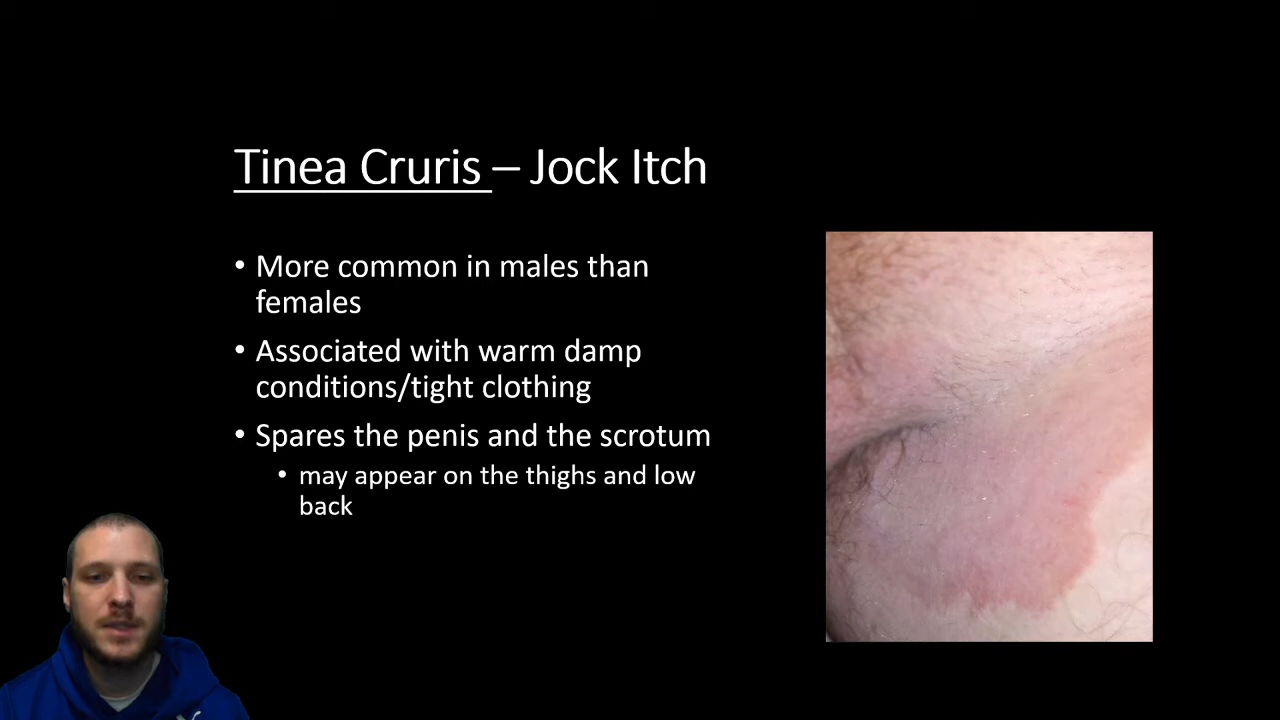 Tinea Cruris – Jock Itch
• More common in males than
females
• Associated with warm damp
conditions/tight clothing
• Spares the penis and the scrotum
• may appear on the thighs and low
back